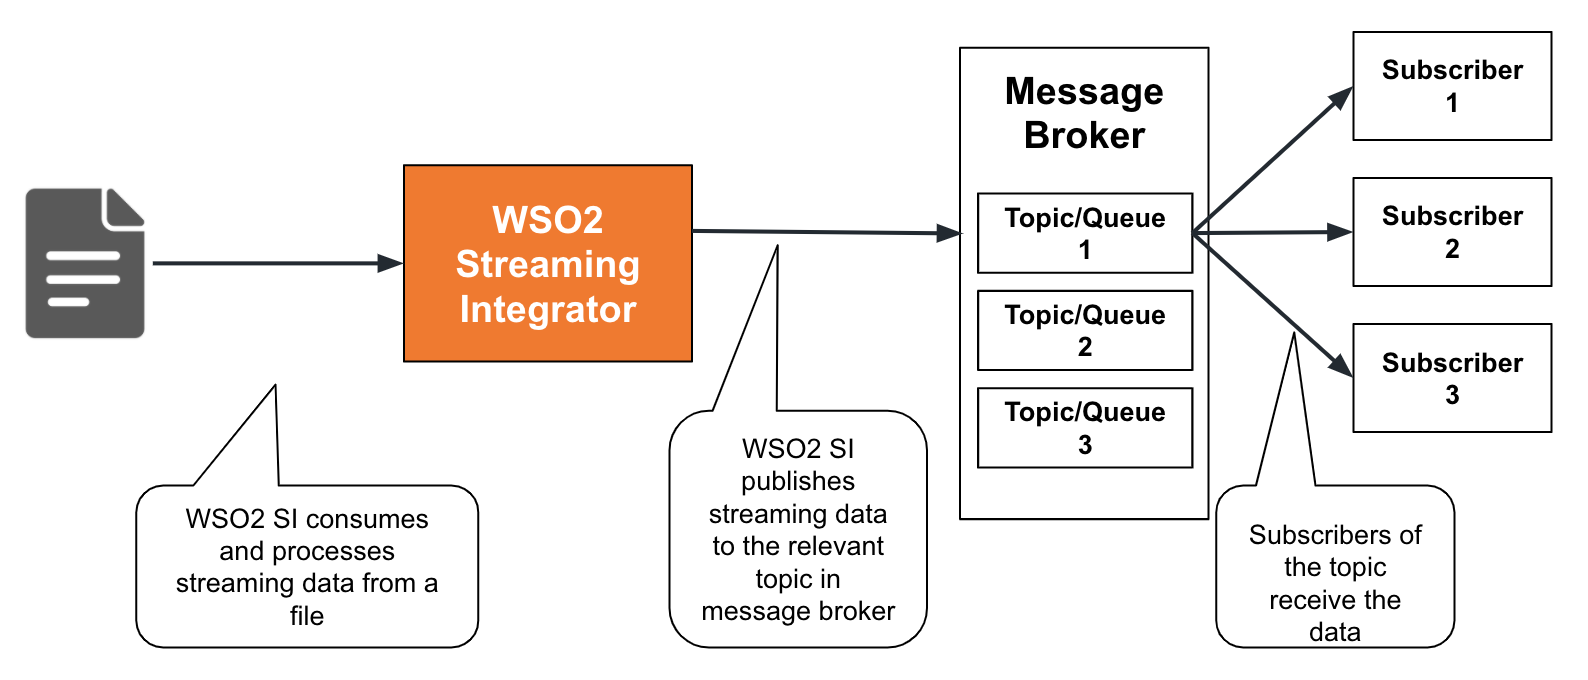 WSO2
Streaming
Integrator
Message
Broker
Topic/Queue
1
Topic/Queue
2
Topic/Queue
3
Subscriber
1
Subscriber
2
Subscriber
3
WSO2 SI consumes
and processes
streaming data from a
file
WSO2 SI
publishes
streaming data
to the relevant
topic in
message broker
Subscribers of
the topic
receive the
data